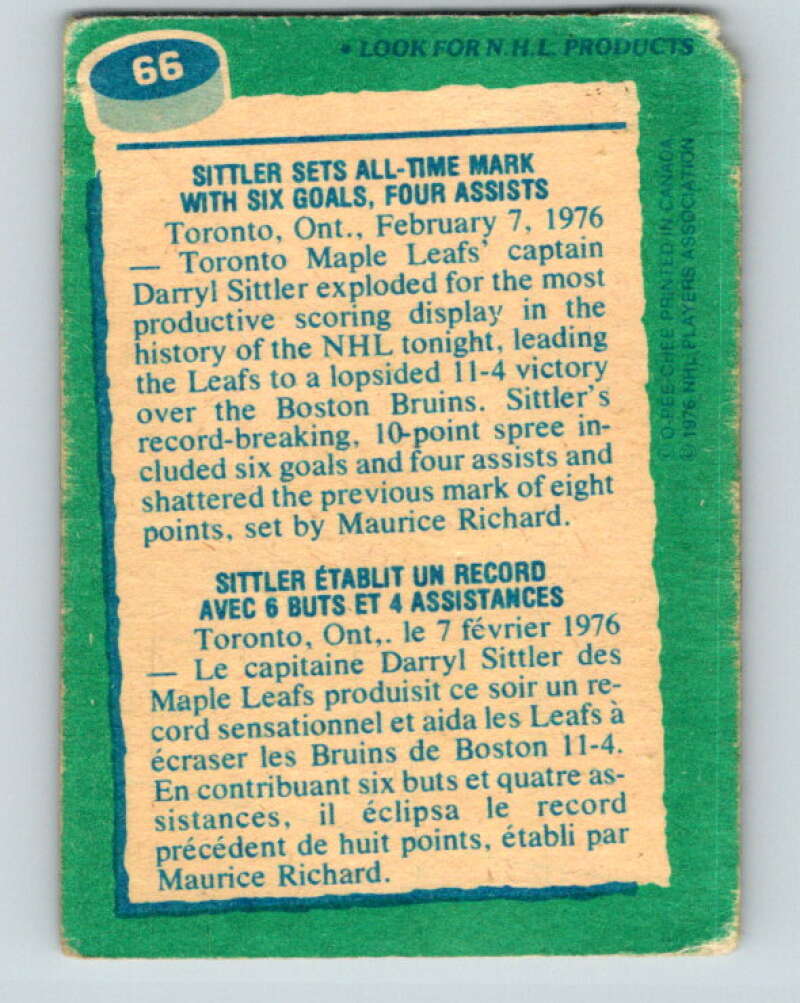 66
• LOOK FOR N.H.L. PRODUCTS
SITTLER SETS ALL-TIME MARK
WITH SIX GOALS, FOUR ASSISTS
Toronto, Ont., February 7, 1976
— Toronto Maple Leafs' captain
Darryl Sittler exploded for the most
productive scoring display in the
history of the NHL tonight, leading
the Leafs to a lopsided 11-4 victory
over the Boston Bruins. Sittler's
record-breaking, 10-point spree in-
cluded six goals and four assists and
shattered the previous mark of eight
points, set by Maurice Richard.
SITTLER ÉTABLIT UN RECORD
AVEC 6 BUTS ET 4 ASSISTANCES
Toronto, Ont,. le 7 février 1976
— Le capitaine Darryl Sittler des
Maple Leafs produisit ce soir un re-
cord sensationnel et aida les Leafs à
écraser les Bruins de Boston 11-4.
En contribuant six buts et quatre as-
sistances, il éclipsa le record
précédent de huit points, établi par
Maurice Richard.
© O-PEE-CHEE PRINTED IN CANADA
© 1976 NHL PLAYERS ASSOCIATION